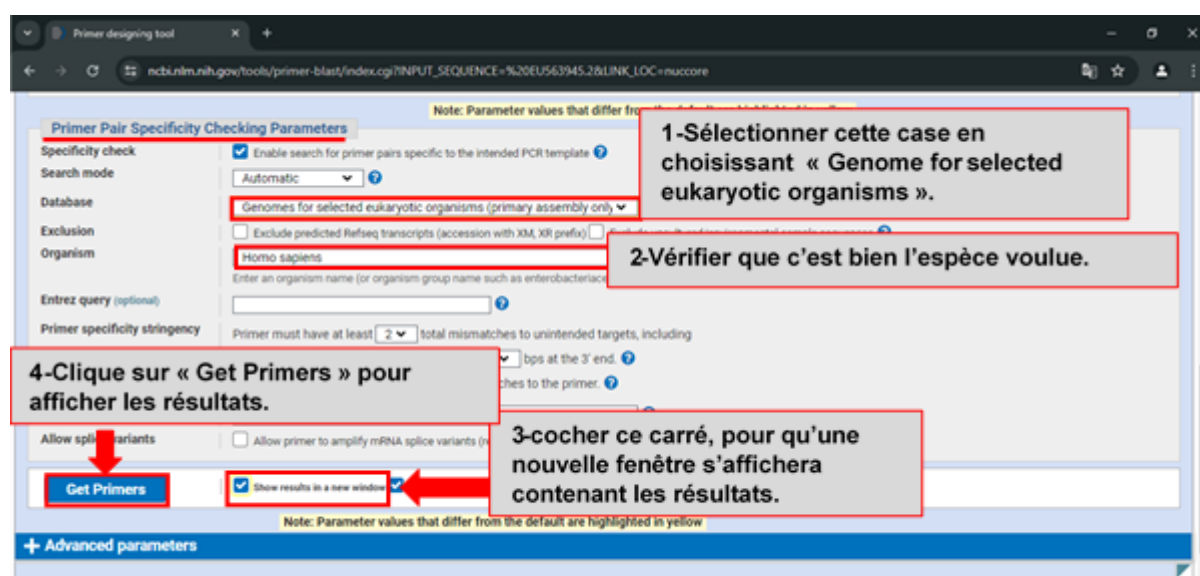 Primer designing tool
ncbi.nlm.nih.gov/tools/primer-blast/index.cgi?INPUT_SEQUENCE=%20EU563945.2&LINK_LOC=nuccore
Note: Parameter values that differ from
Primer Pair Specificity Checking Parameters
Specificity check
Enable search for primer pairs specific to the intended PCR template
Search mode
Automatic
Database
Genomes for selected eukaryotic organisms (primary assembly only
1-Sélectionner cette case en
choisissant « Genome for selected
eukaryotic organisms ».
Exclusion
Exclude predicted Refseq transcripts (accession with XM, XR prefix)
Organism
Homo sapiens
Enter an organism name (or organism group name such as enterobacteriace
2-Vérifier que c'est bien l'espèce voulue.
Entrez query (optional)
Primer specificity stringency
Primer must have at least 2 total mismatches to unintended targets, including
bps at the 3' end.
ches to the primer.
4-Clique sur « Get Primers » pour
afficher les résultats.
Allow splice variants
Allow primer to amplify mRNA splice variants
3-cocher ce carré, pour qu'une
nouvelle fenêtre s'affichera
contenant les résultats.
Get Primers
Show results in a new window
Note: Parameter values that differ from the default are highlighted in yellow
+ Advanced parameters